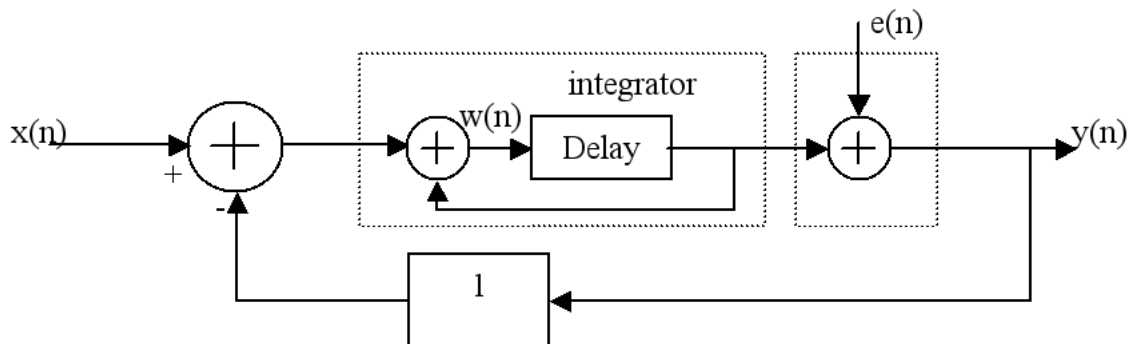 e(n)
integrator
x(n)
w(n)
Delay
y(n)
+
+
+
+
-
1